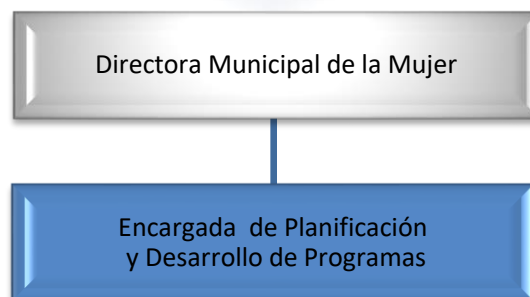 Directora Municipal de la Mujer
Encargada de Planificación
y Desarrollo de Programas